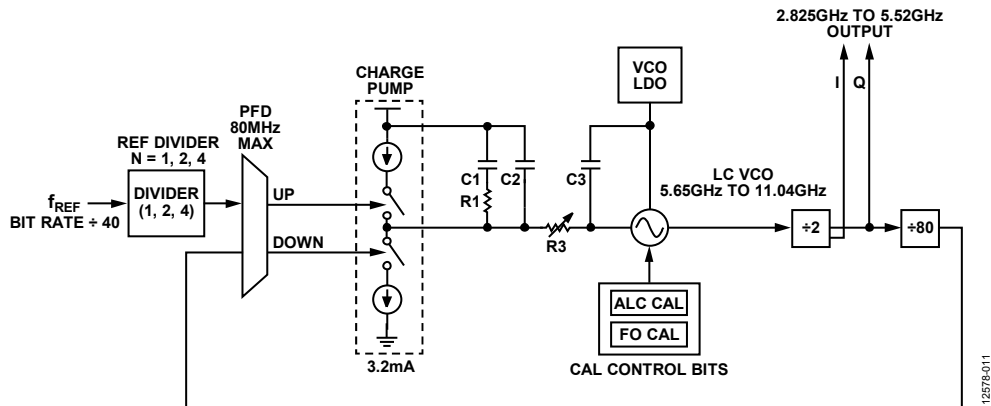 2.825GHz TO 5.52GHz
OUTPUT
I
Q
VCO
LDO
CHARGE
PUMP
PFD
80MHz
MAX
REF DIVIDER
N = 1, 2, 4
DIVIDER
(1, 2, 4)
fREF
BIT RATE ÷ 40
UP
DOWN
C1
R1
C2
C3
R3
LC VCO
5.65GHz TO 11.04GHz
÷2
÷80
ALC CAL
FO CAL
CAL CONTROL BITS
3.2mA
12578-011